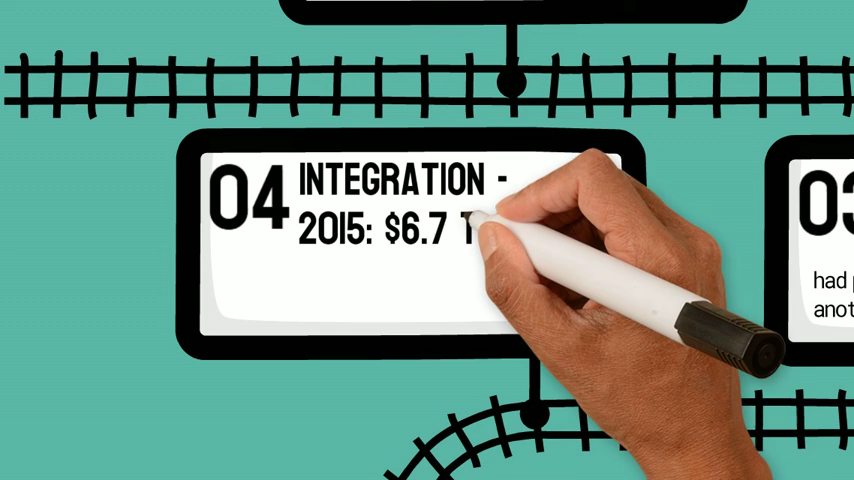 04
INTEGRATION -
2015: $6.7 T
03
had
anot